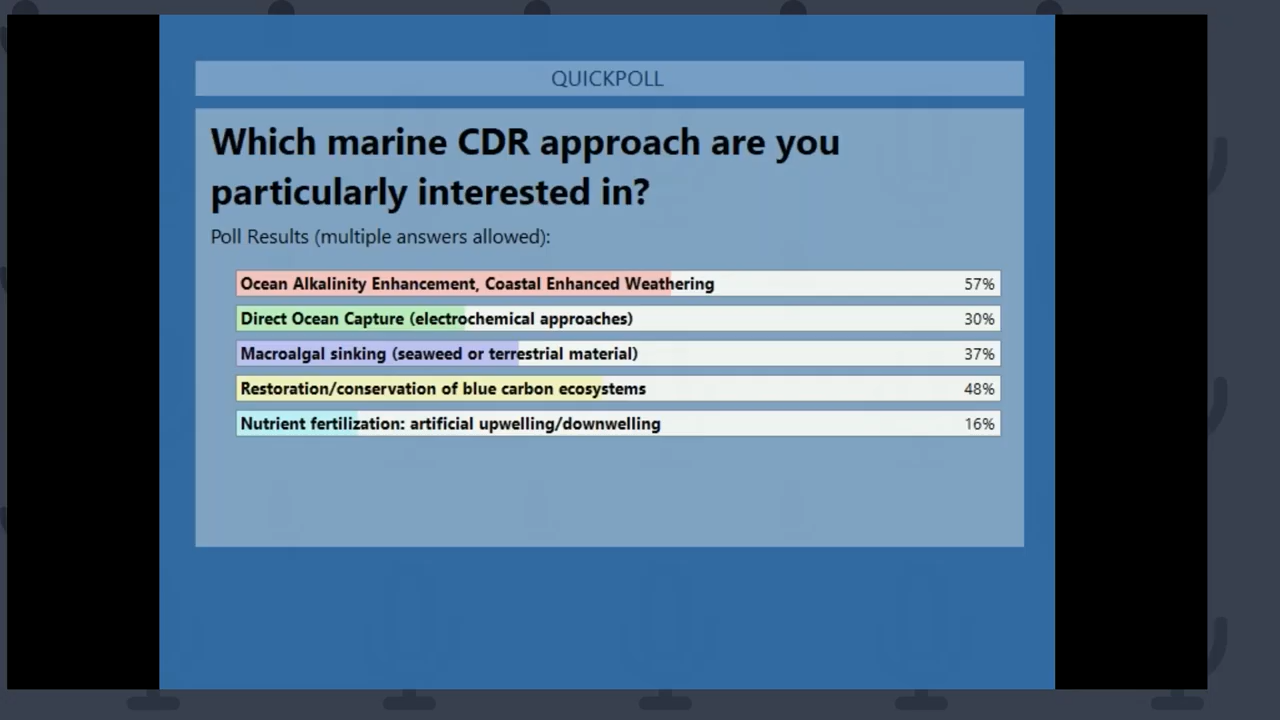 QUICKPOLL
Which marine CDR approach are you
particularly interested in?
Poll Results (multiple answers allowed):
Ocean Alkalinity Enhancement, Coastal Enhanced Weathering 57%
Direct Ocean Capture (electrochemical approaches) 30%
Macroalgal sinking (seaweed or terrestrial material) 37%
Restoration/conservation of blue carbon ecosystems 48%
Nutrient fertilization: artificial upwelling/downwelling 16%